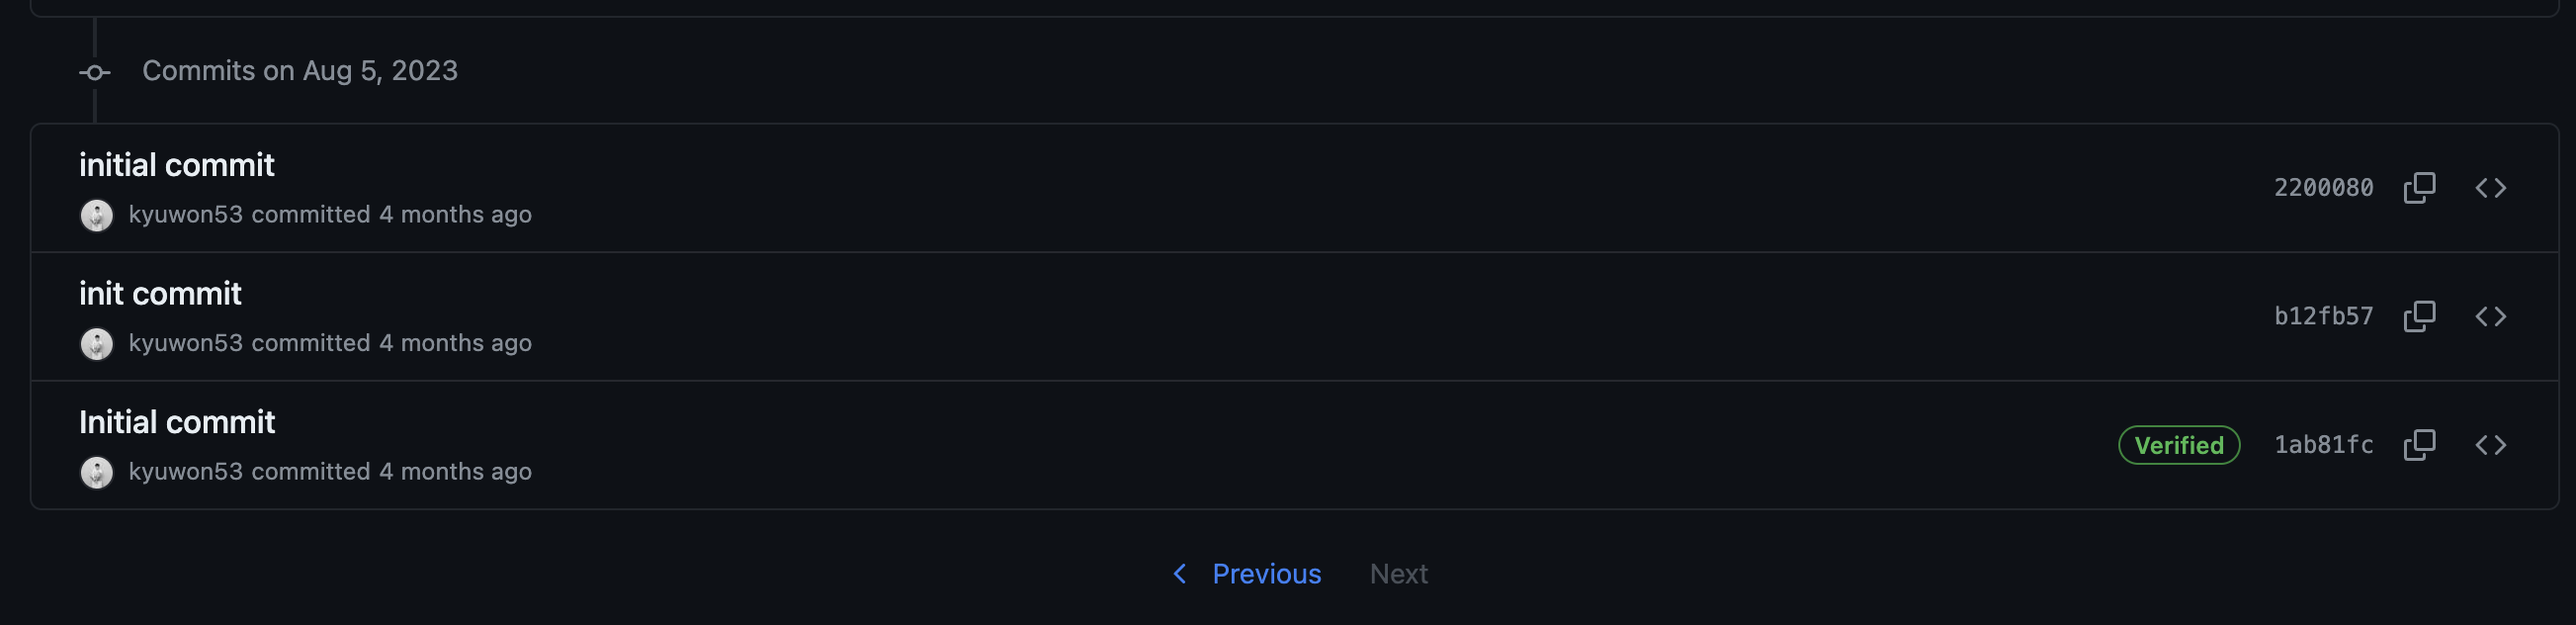 Commits on Aug 5, 2023
initial commit
kyuwon53 committed 4 months ago
2200080
init commit
kyuwon53 committed 4 months ago
b12fb57
Initial commit
kyuwon53 committed 4 months ago
Verified 1ab81fc
Previous Next